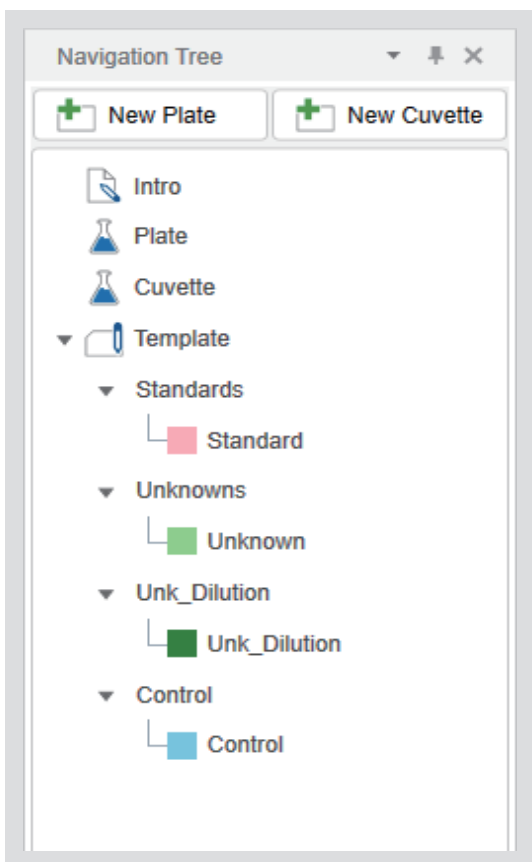 Navigation Tree
New Plate New Cuvette
Intro
Plate
Cuvette
Template
Standards
Standard
Unknowns
Unknown
Unk_Dilution
Unk_Dilution
Control
Control